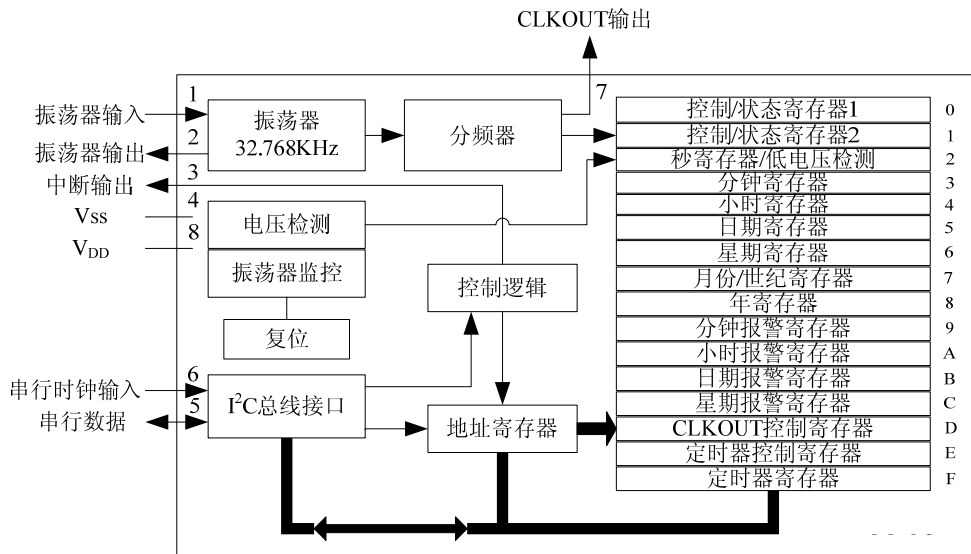 CLKOUT输出
1
振荡器输入
2
振荡器输出
3
中断输出
4
VSS
8
VDD
6
串行时钟输入
5
串行数据
7
振荡器
32.768KHz
分频器
电压检测
振荡器监控
复位
控制逻辑
I²C总线接口
地址寄存器
控制/状态寄存器1 0
控制/状态寄存器2 1
秒寄存器/低电压检测 2
分钟寄存器 3
小时寄存器 4
日期寄存器 5
星期寄存器 6
月份/世纪寄存器 7
年寄存器 8
分钟报警寄存器 9
小时报警寄存器 A
日期报警寄存器 B
星期报警寄存器 C
CLKOUT控制寄存器 D
定时器控制寄存器 E
定时器寄存器 F